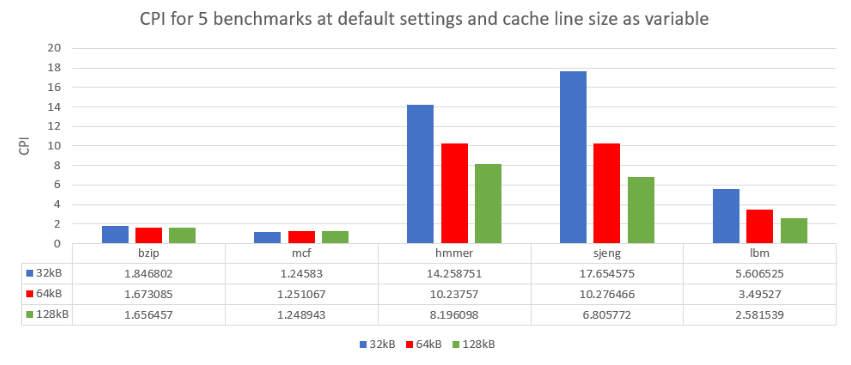 CPI for 5 benchmarks at default settings and cache line size as variable
20
18
16
14
12
10
8
6
4
2
0
CPI
bzip mcf hmmer sjeng lbm
32kB 1.846802 1.24583 14.258751 17.654575 5.606525
64kB 1.673085 1.251067 10.23757 10.276466 3.49527
128kB 1.656457 1.248943 8.196098 6.805772 2.581539
32kB 64kB 128kB